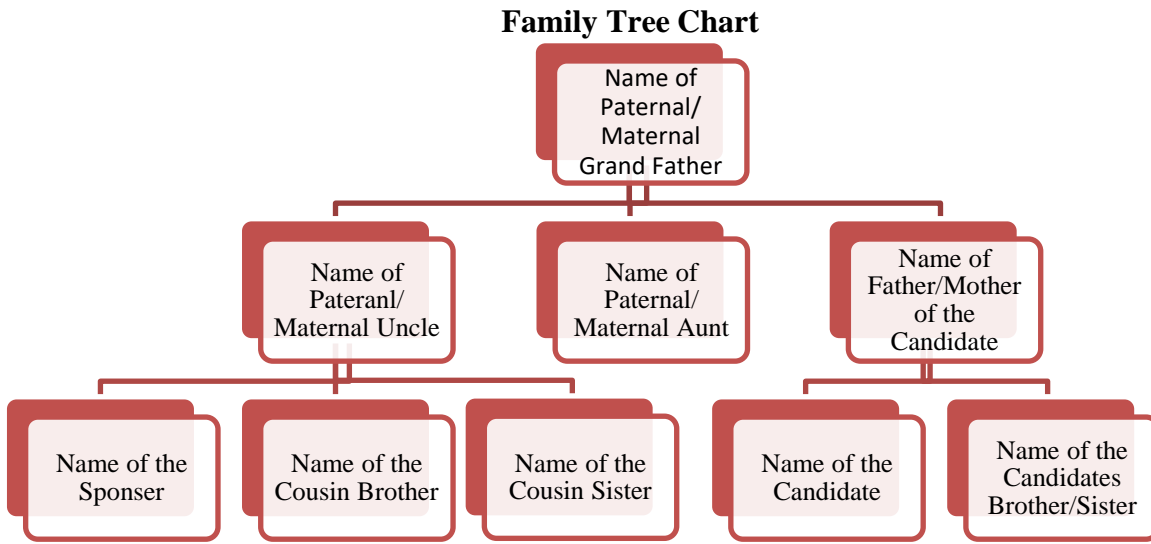 Family Tree Chart
Name of
Paternal/
Maternal
Grand Father
Name of
Pateranl/
Maternal Uncle
Name of
Paternal/
Maternal Aunt
Name of
Father/Mother
of the
Candidate
Name of the
Sponser
Name of the
Cousin Brother
Name of the
Cousin Sister
Name of the
Candidate
Name of the
Candidates
Brother/Sister